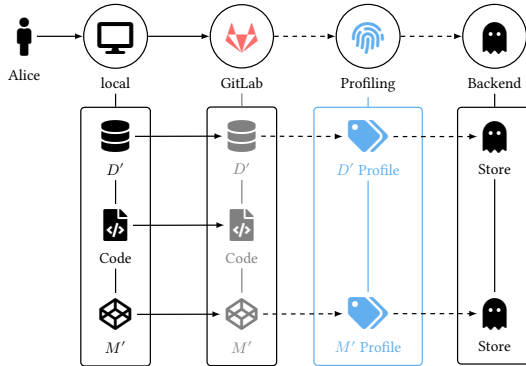 Alice
local
GitLab
Profiling
Backend
D′
D′
D′ Profile
Store
Code
Code
M′
M′
M′ Profile
Store